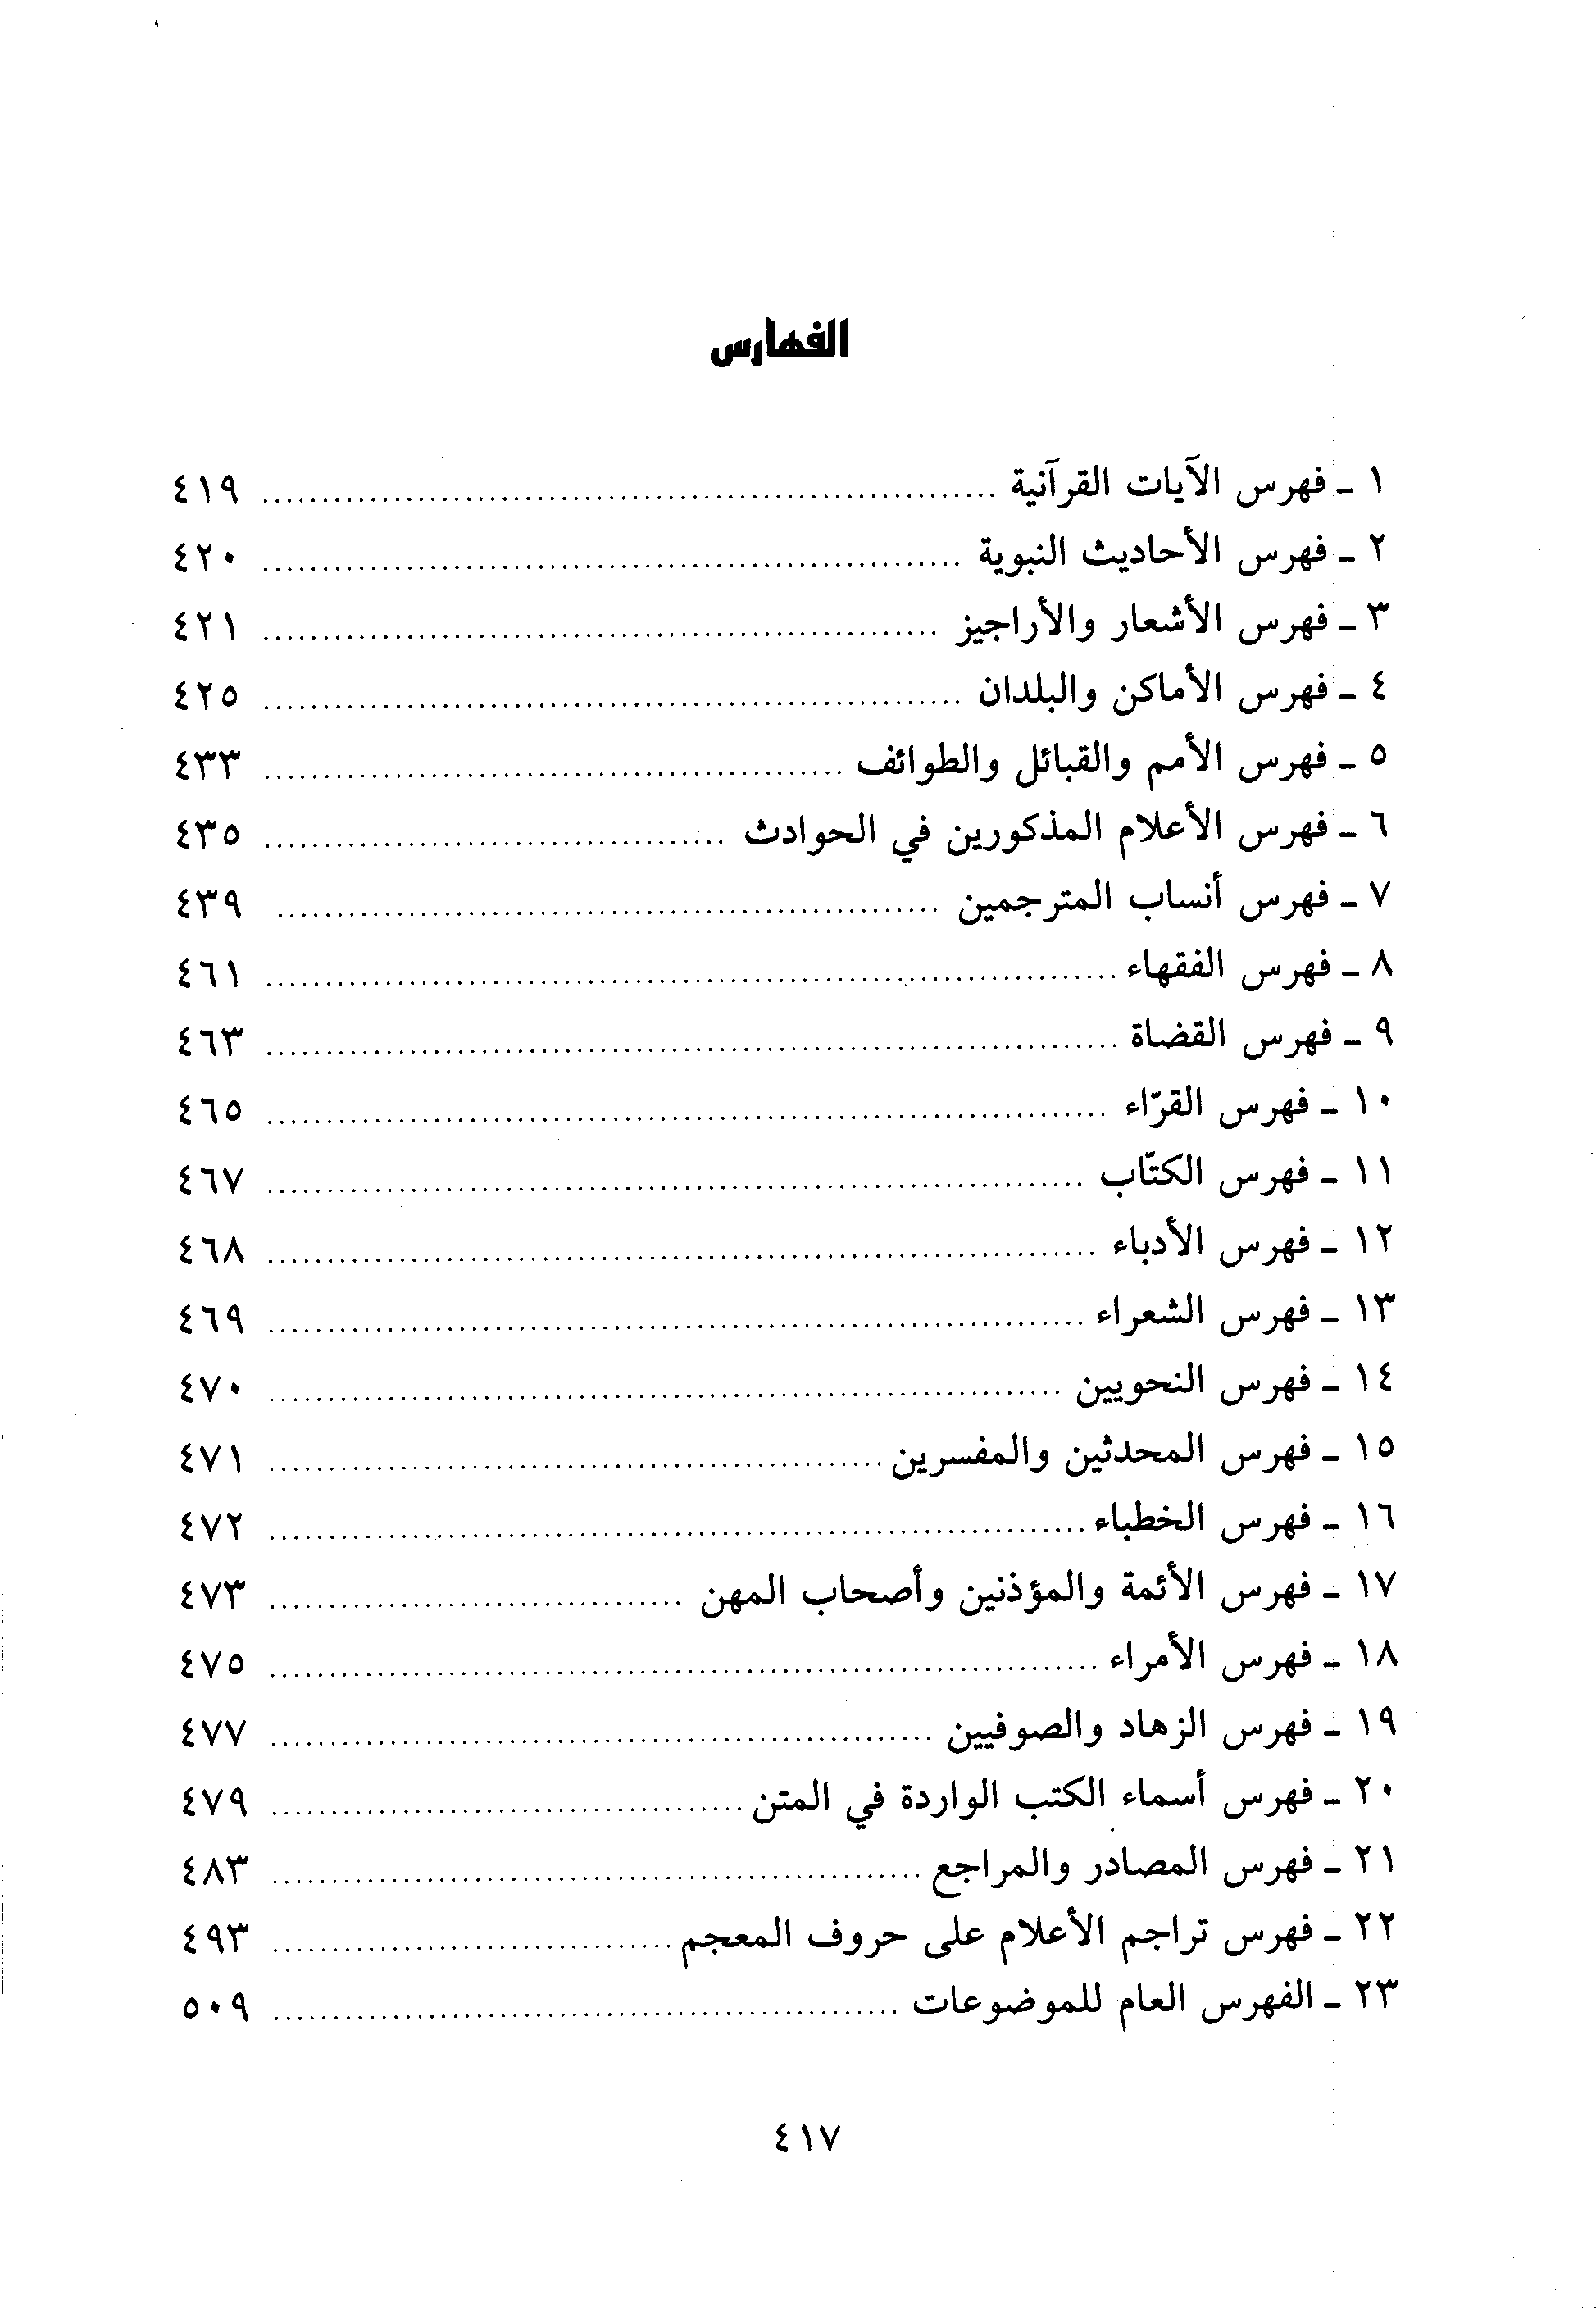 الفهارس
١ ـ فهرس الآيات القرآنية ........................ ٤١٩
٢ ـ فهرس الأحاديث النبوية ........................ ٤٢٠
٣ ـ فهرس الأشعار والأراجيز ........................ ٤٢١
٤ ـ فهرس الأماكن والبلدان ........................ ٤٢٥
٥ ـ فهرس الأمم والقبائل والطوائف ........................ ٤٣٣
٦ ـ فهرس الأعلام المذكورين في الحوادث ........................ ٤٣٥
٧ ـ فهرس أنساب المترجمين ........................ ٤٣٩
٨ ـ فهرس الفقهاء ........................ ٤٦١
٩ ـ فهرس القضاة ........................ ٤٦٣
١٠ ـ فهرس القرّاء ........................ ٤٦٥
١١ ـ فهرس الكتّاب ........................ ٤٦٧
١٢ ـ فهرس الأدباء ........................ ٤٦٨
١٣ ـ فهرس الشعراء ........................ ٤٦٩
١٤ ـ فهرس النحويين ........................ ٤٧٠
١٥ ـ فهرس المحدثين والمفسرين ........................ ٤٧١
١٦ ـ فهرس الخطباء ........................ ٤٧٢
١٧ ـ فهرس الأئمة والمؤذنين وأصحاب المهن ........................ ٤٧٣
١٨ ـ فهرس الأمراء ........................ ٤٧٥
١٩ ـ فهرس الزهاد والصوفيين ........................ ٤٧٧
٢٠ ـ فهرس أسماء الكتب الواردة في المتن ........................ ٤٧٩
٢١ ـ فهرس المصادر والمراجع ........................ ٤٨٣
٢٢ ـ فهرس تراجم الأعلام على حروف المعجم ........................ ٤٩٣
٢٣ ـ الفهرس العام للموضوعات ........................ ٥٠٩
٤١٧